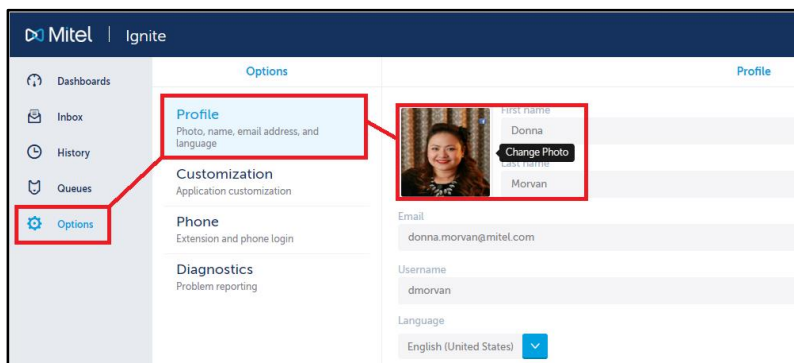 Mitel | Ignite
Dashboards
Inbox
History
Queues
Options
Options
Profile
Photo, name, email address, and
language
Customization
Application customization
Phone
Extension and phone login
Diagnostics
Problem reporting
Profile
First name
Donna
Change Photo
Last name
Morvan
Email
donna.morvan@mitel.com
Username
dmorvan
Language
English (United States)